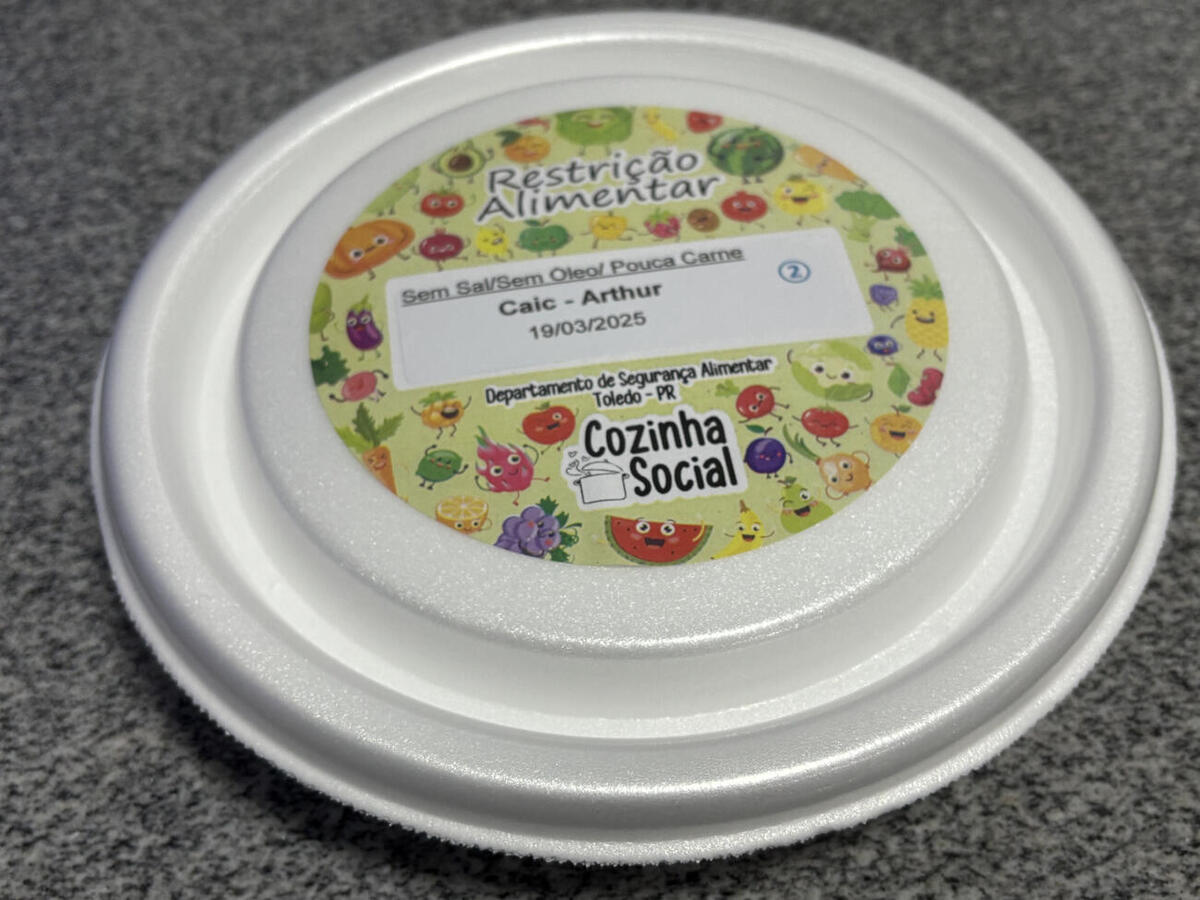 Restrição
Alimentar
Sem Sal/Sem Óleo/ Pouca Carne
②
Caic - Arthur
19/03/2025
Departamento de Segurança Alimentar
Toledo - PR
Cozinha
Social